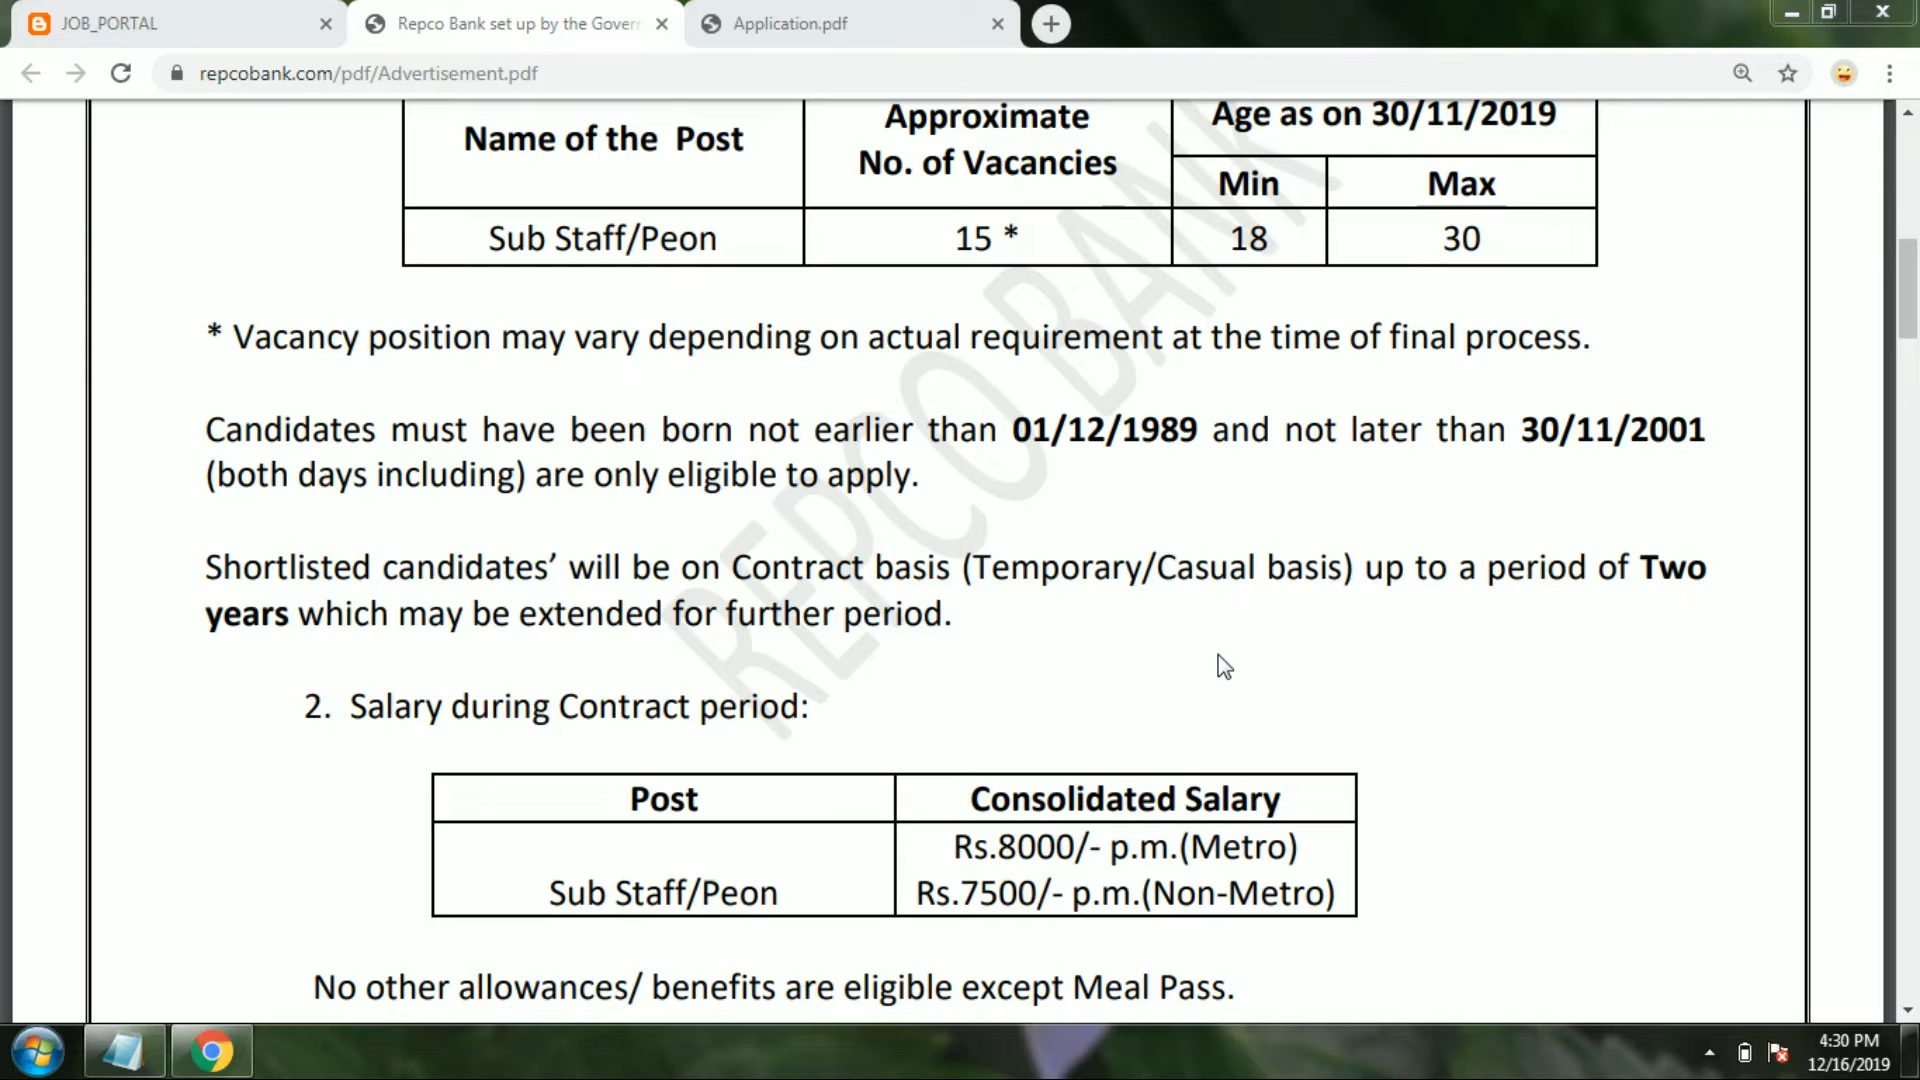 JOB_PORTAL
Repco Bank set up by the Gover
Application.pdf
repcobank.com/pdf/Advertisement.pdf
Name of the Post
Approximate
No. of Vacancies
Age as on 30/11/2019
Min
Max
Sub Staff/Peon
15 *
18
30
* Vacancy position may vary depending on actual requirement at the time of final process.
Candidates must have been born not earlier than 01/12/1989 and not later than 30/11/2001
(both days including) are only eligible to apply.
Shortlisted candidates’ will be on Contract basis (Temporary/Casual basis) up to a period of Two
years which may be extended for further period.
2. Salary during Contract period:
Post
Consolidated Salary
Sub Staff/Peon
Rs.8000/- p.m.(Metro)
Rs.7500/- p.m.(Non-Metro)
No other allowances/ benefits are eligible except Meal Pass.
REPCO BANK
REPCO BANK
4:30 PM
12/16/2019